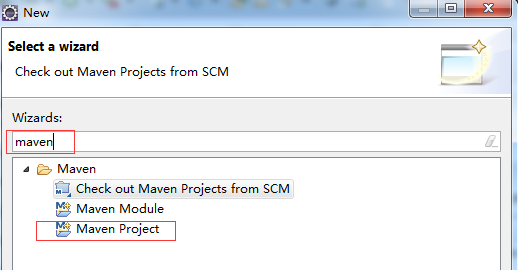 New
Select a wizard
Check out Maven Projects from SCM
Wizards:
maven
Maven
Check out Maven Projects from SCM
Maven Module
Maven Project